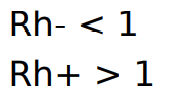 Rh- < 1
Rh+ > 1